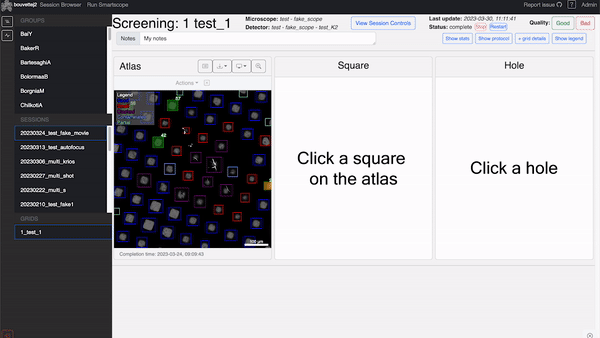 bouvetej2 Session Browser Run Smartscope Report issue ? Admin
GROUPS
BalY
BakerR
BartesaghiA
BolormaaB
BorgniaM
ChilkotiA
SESSIONS
20230324_test_fake_movie
20230313_test_autofocus
20230306_multi_krios
20230227_multi_shot
20230222_multi_s
20230210_test_fake1
GRIDS
1_test_1
Screening: 1 test_1
Microscope: test - fake_scope
Detector: test - fake_scope - test_K2
View Session Controls
Last update: 2023-03-30, 11:11:41
Status: complete Stop Restart
Quality: Good Bad
Notes My notes
Show stats Show protocol + grid details Show legend
Atlas
Actions
Legend
42
Completion time: 2023-03-24, 09:09:43
Square
Click a square
on the atlas
Hole
Click a hole